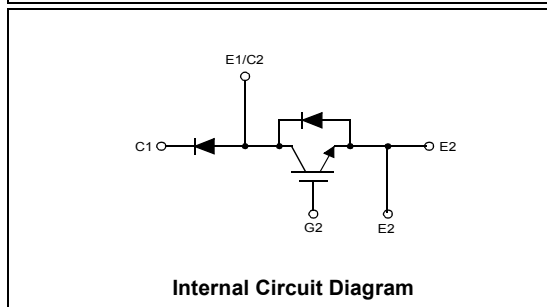 E1/C2
C1
E2
G2
E2
Internal Circuit Diagram